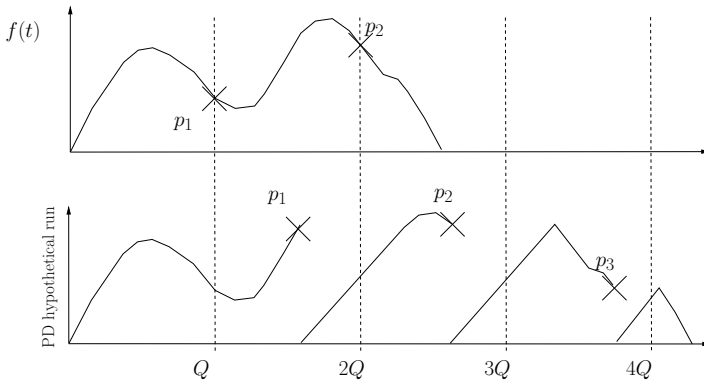 f(t)
p₁
p₂
PD hypothetical run
p₁
p₂
p₃
Q
2Q
3Q
4Q